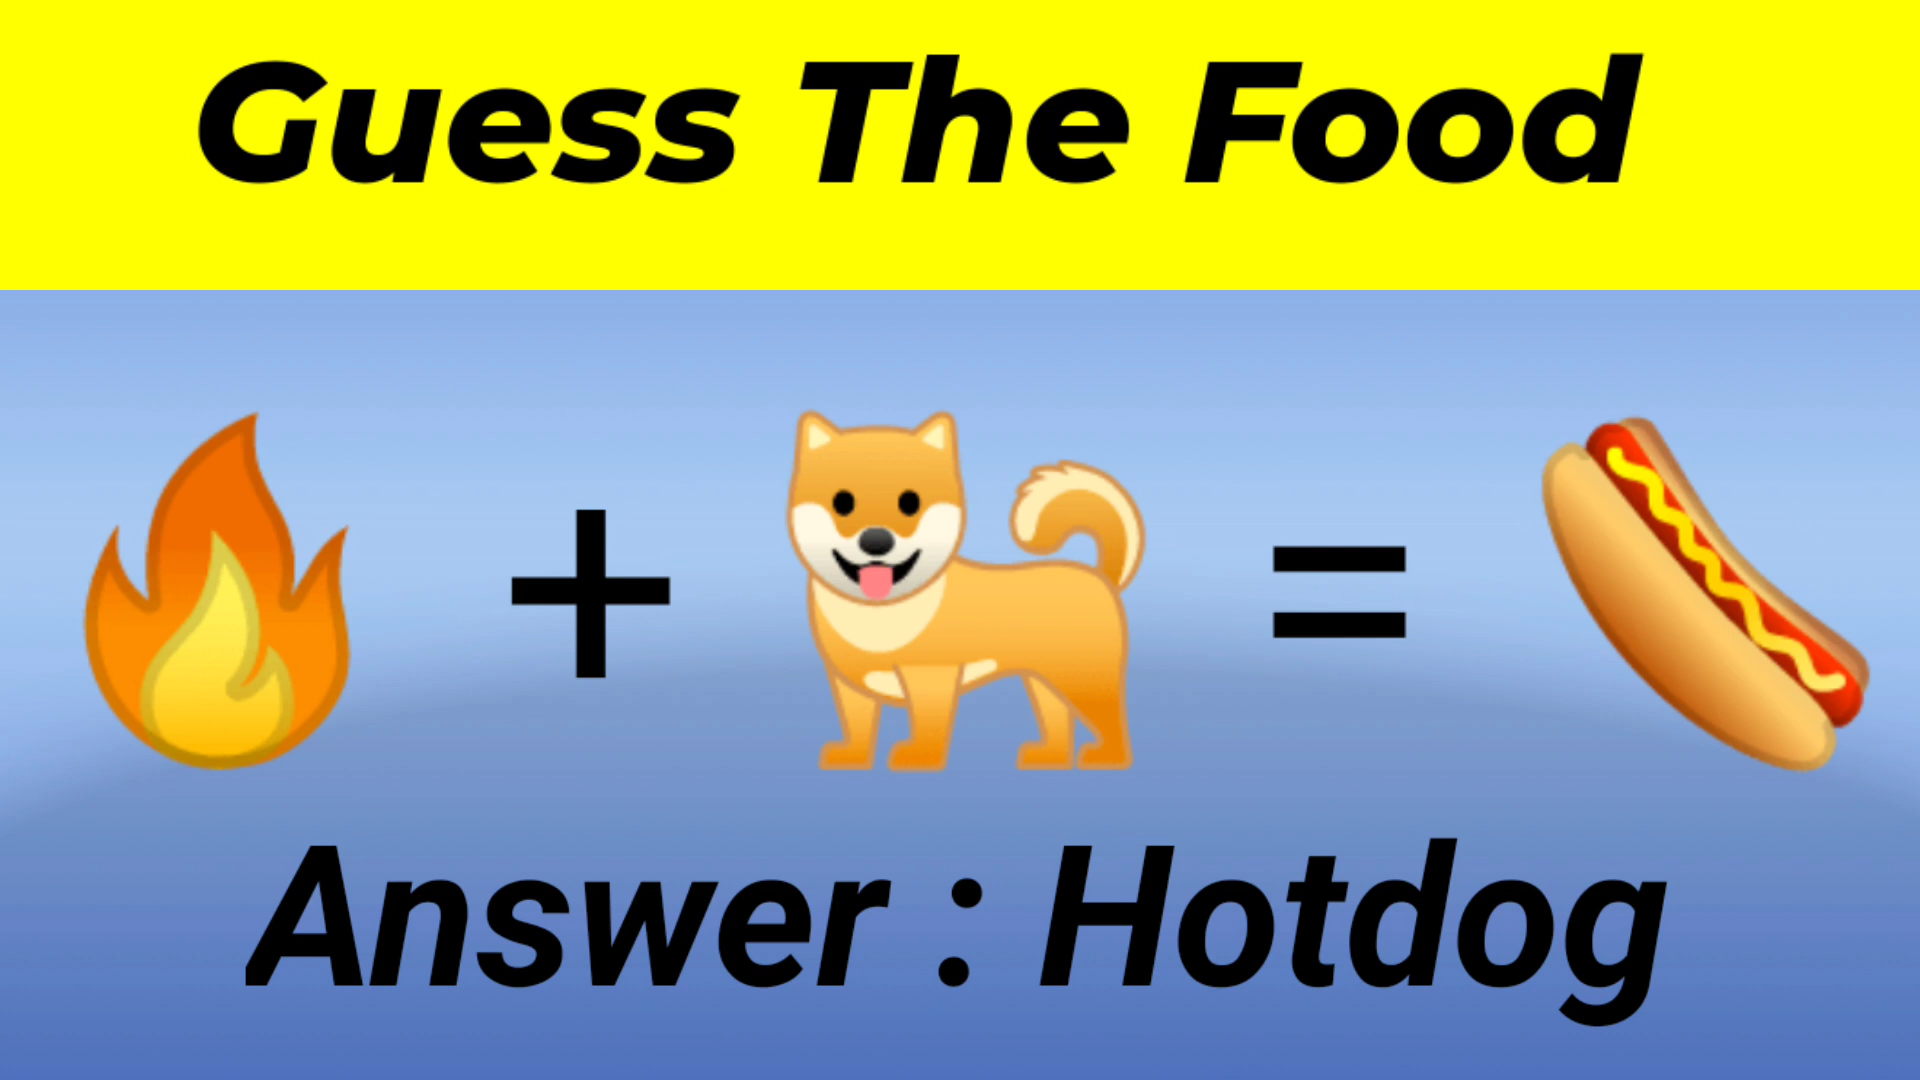 Guess The Food
+ =
Answer : Hotdog